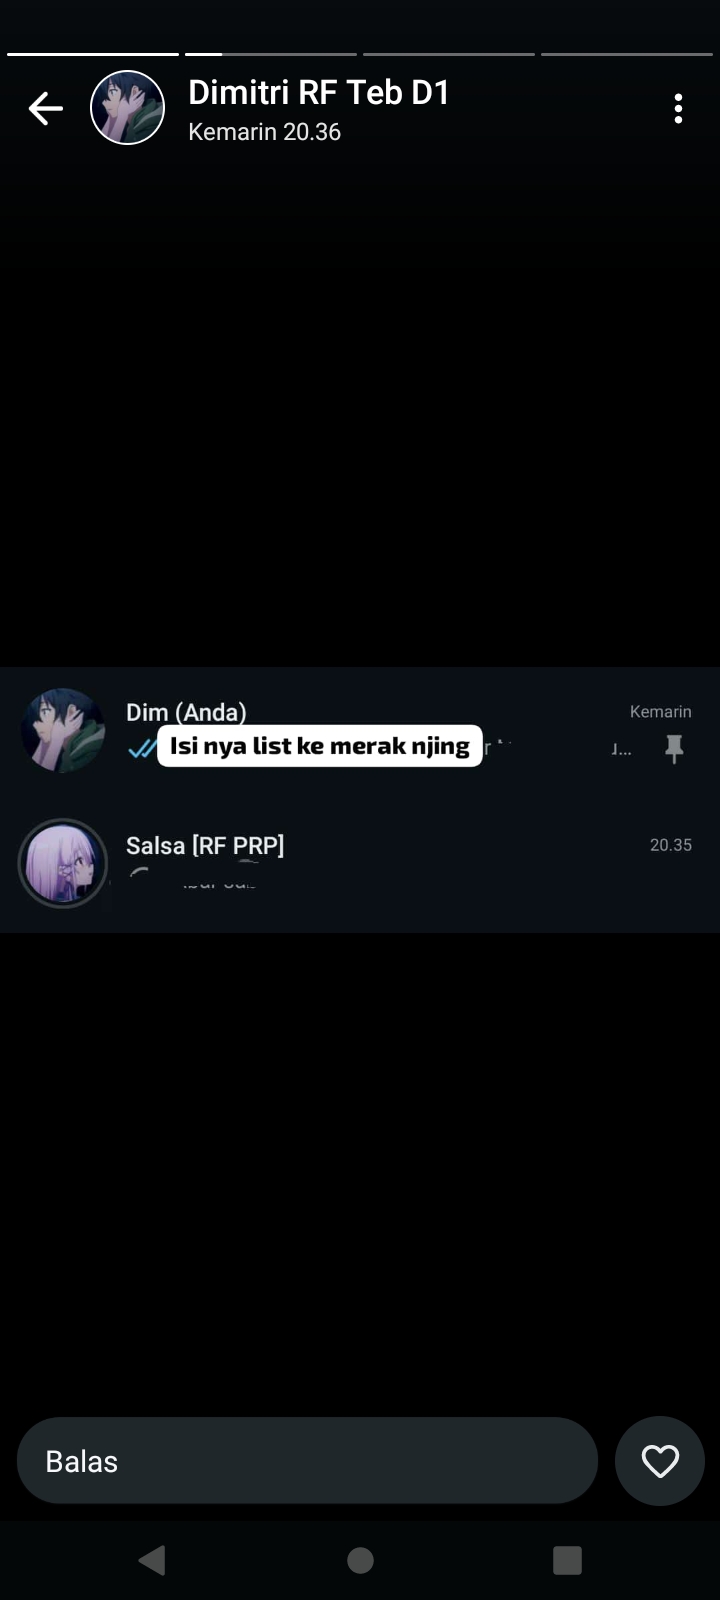 Dimitri RF Teb D1
Kemarin 20.36
Dim (Anda)
Kemarin
Isi nya list ke merak njing
Salsa [RF PRP]
20.35
Balas